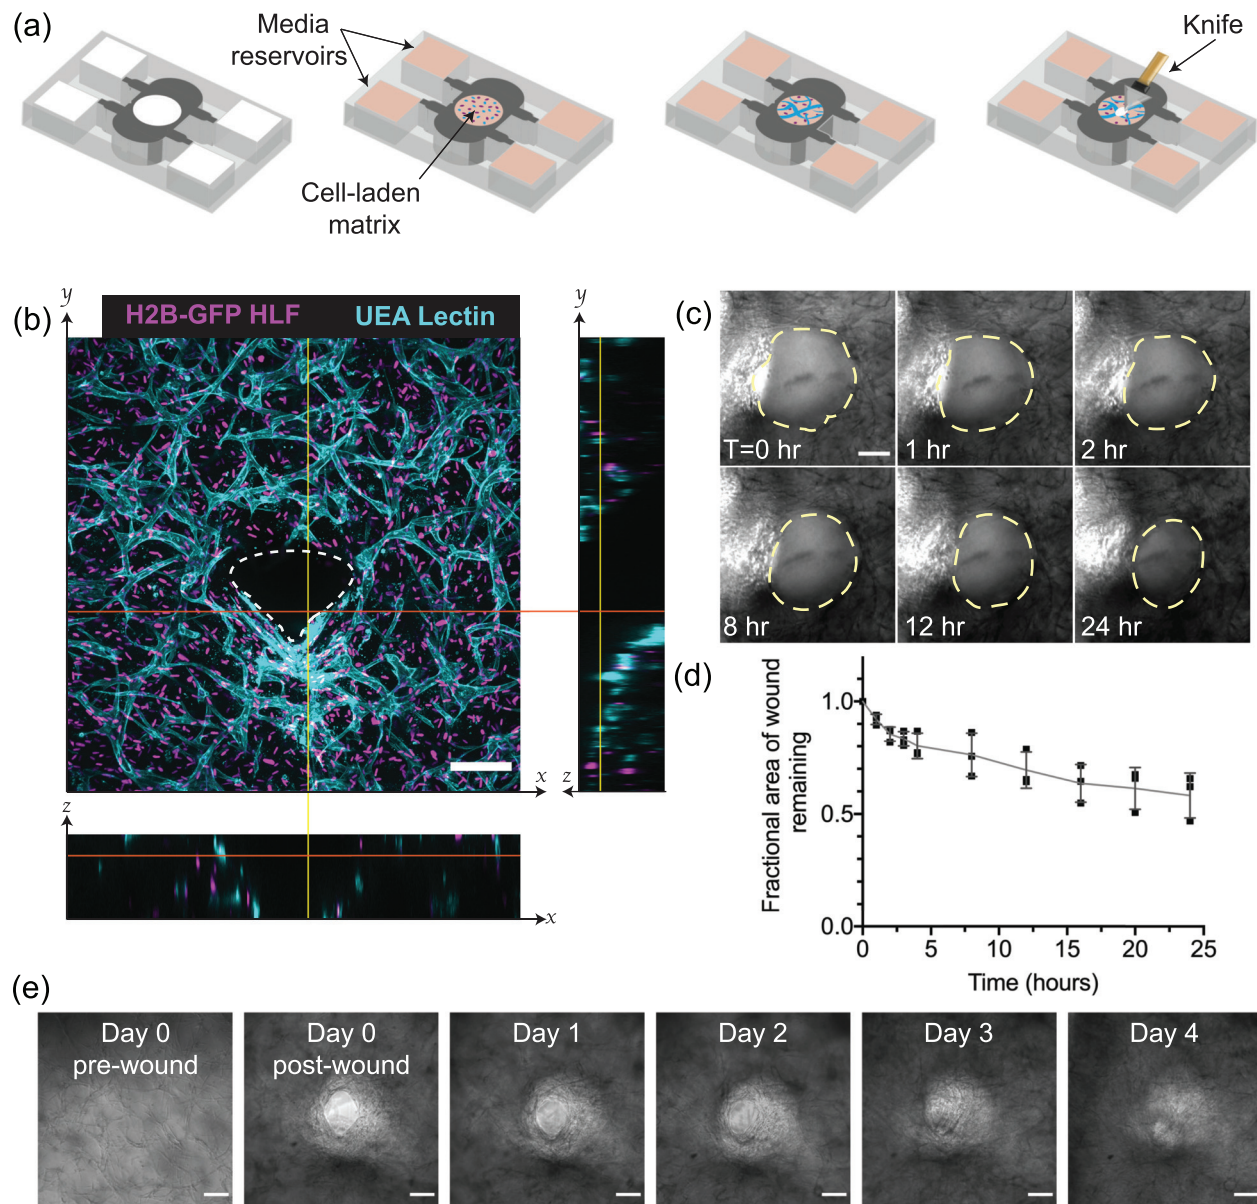 (a)
Media
reservoirs
Cell-laden
matrix
Knife
(b)
y
H2B-GFP HLF
UEA Lectin
x
y
z
z
x
(c)
T=0 hr
1 hr
2 hr
8 hr
12 hr
24 hr
(d)
Fractional area of wound
remaining
1.0
0.5
0.0
0
5
10
15
20
25
Time (hours)
(e)
Day 0
pre-wound
Day 0
post-wound
Day 1
Day 2
Day 3
Day 4